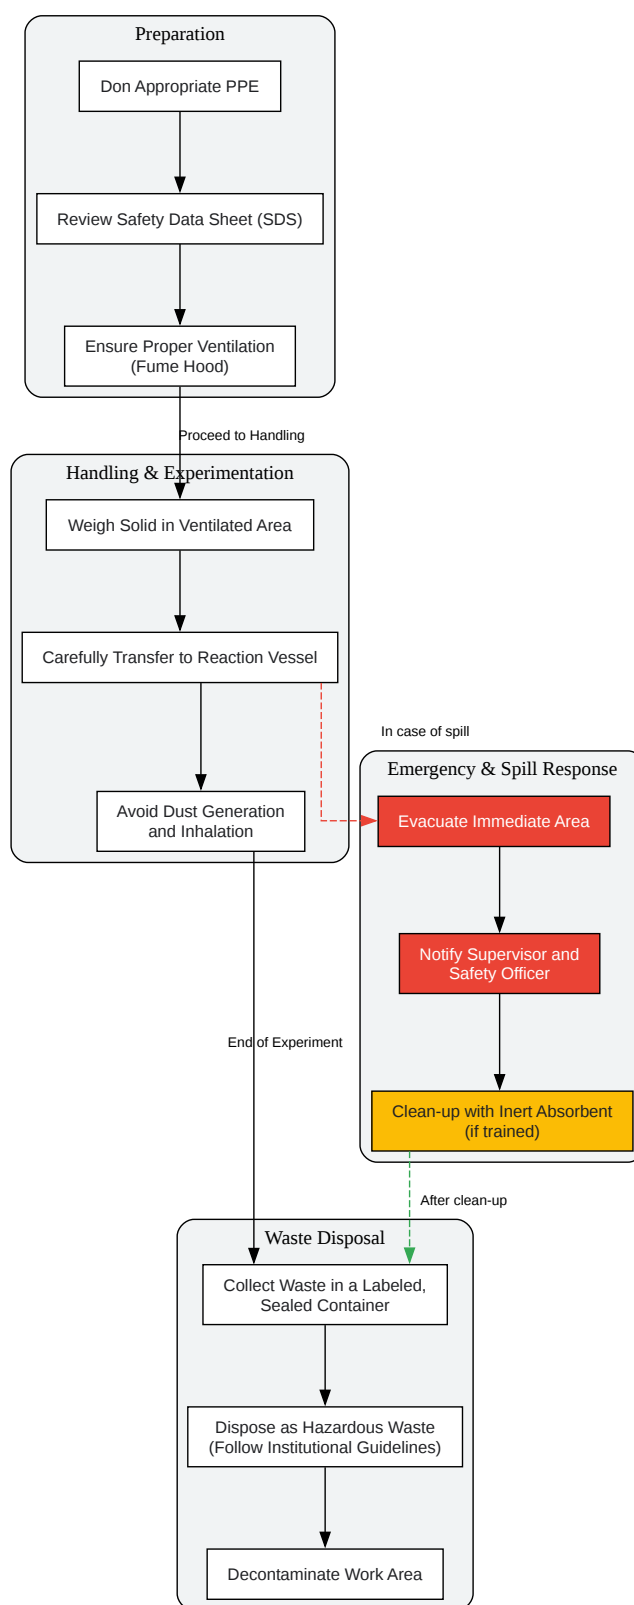 Preparation
Don Appropriate PPE
Review Safety Data Sheet (SDS)
Ensure Proper Ventilation
(Fume Hood)
Proceed to Handling
Handling & Experimentation
Weigh Solid in Ventilated Area
Carefully Transfer to Reaction Vessel
In case of spill
Emergency & Spill Response
Avoid Dust Generation
and Inhalation
Evacuate Immediate Area
Notify Supervisor and
Safety Officer
End of Experiment
Clean-up with Inert Absorbent
(if trained)
After clean-up
Waste Disposal
Collect Waste in a Labeled,
Sealed Container
Dispose as Hazardous Waste
(Follow Institutional Guidelines)
Decontaminate Work Area